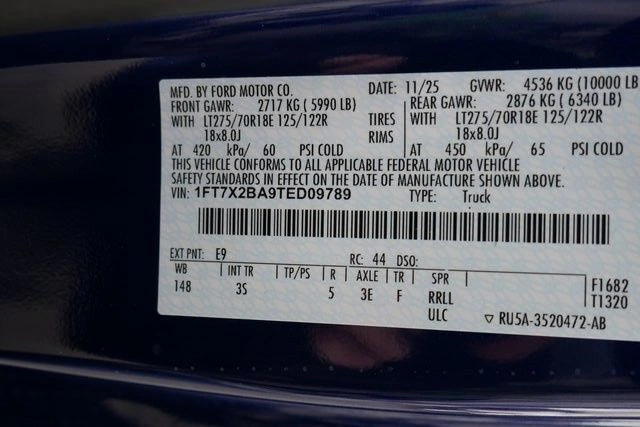 MFD. BY FORD MOTOR CO. DATE: 11/25 GVWR: 4536 KG (10000 LB
FRONT GAWR: 2717 KG (5990 LB) REAR GAWR: 2876 KG (6340 LB)
WITH LT275/70R18E 125/122R TIRES WITH LT275/70R18E 125/122R
18x8.0J RIMS 18x8.0J
AT 420 kPa/ 60 PSI COLD AT 450 kPa/ 65 PSI COLD
THIS VEHICLE CONFORMS TO ALL APPLICABLE FEDERAL MOTOR VEHICLE
SAFETY STANDARDS IN EFFECT ON THE DATE OF MANUFACTURE SHOWN ABOVE.
VIN: 1FT7X2BA9TED09789 TYPE: Truck
EXT PNT: E9 RC: 44 DSO:
WB INT TR TP/PS R AXLE TR SPR F1682
148 3S 5 3E F RRLL T1320
ULC ▽ RU5A-3520472-AB